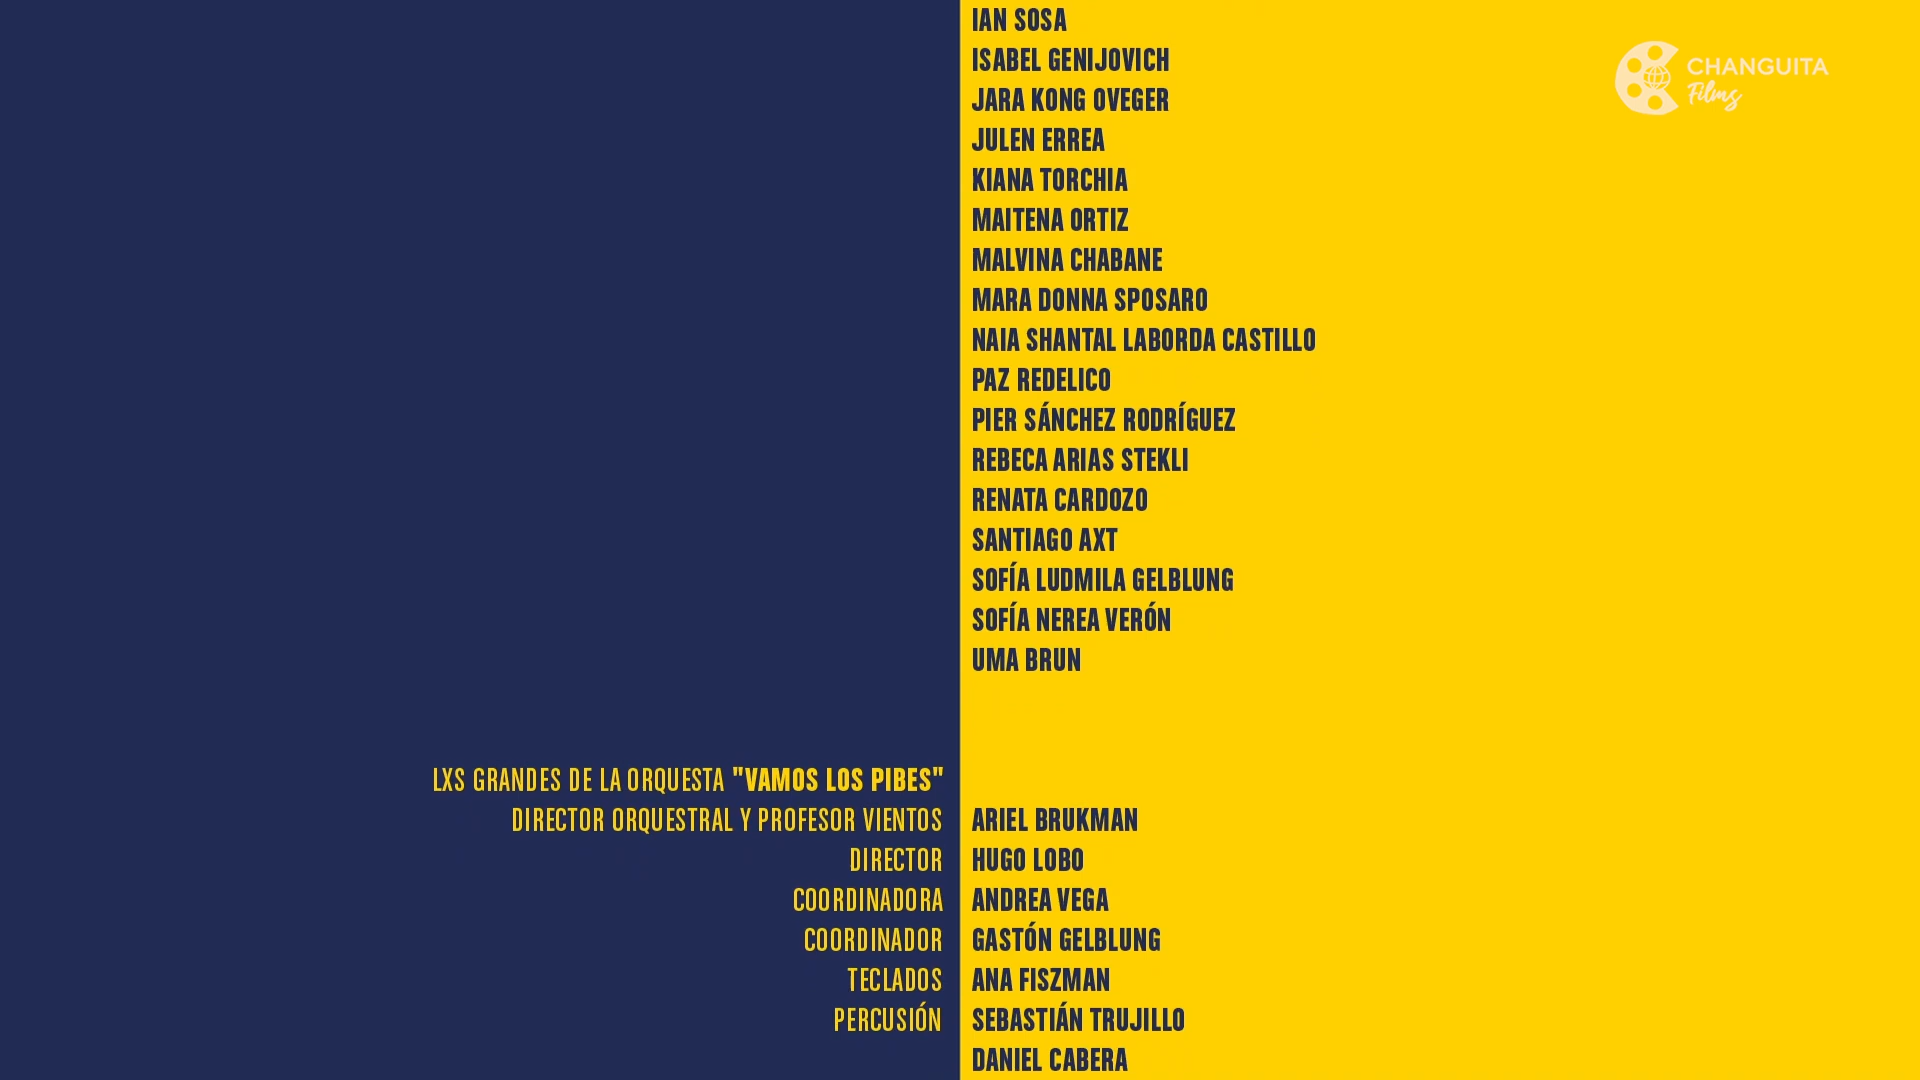 IAN SOSA
ISABEL GENIJOVICH
JARA KONG OVEGER
JULEN ERREA
KIANA TORCHIA
MAITENA ORTIZ
MALVINA CHABANE
MARA DONNA SPOSARO
NAIA SHANTAL LABORDA CASTILLO
PAZ REDELICO
PIER SÁNCHEZ RODRÍGUEZ
REBECA ARIAS STEKLI
RENATA CARDOZO
SANTIAGO AXT
SOFÍA LUDMILA GELBLUNG
SOFÍA NEREA VERÓN
UMA BRUN
CHANGUITA
Films
LXS GRANDES DE LA ORQUESTA "VAMOS LOS PIBES"
DIRECTOR ORQUESTRAL Y PROFESOR VIENTOS ARIEL BRUKMAN
DIRECTOR HUGO LOBO
COORDINADORA ANDREA VEGA
COORDINADOR GASTÓN GELBLUNG
TECLADOS ANA FISZMAN
PERCUSIÓN SEBASTIÁN TRUJILLO
DANIEL CABERA